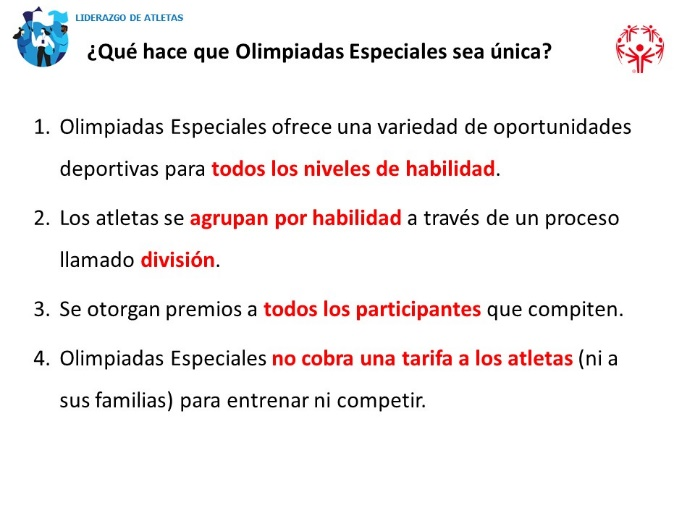 LIDERAZGO DE ATLETAS
¿Qué hace que Olimpiadas Especiales sea única?
1. Olimpiadas Especiales ofrece una variedad de oportunidades
deportivas para todos los niveles de habilidad.
2. Los atletas se agrupan por habilidad a través de un proceso
llamado división.
3. Se otorgan premios a todos los participantes que compiten.
4. Olimpiadas Especiales no cobra una tarifa a los atletas (ni a
sus familias) para entrenar ni competir.